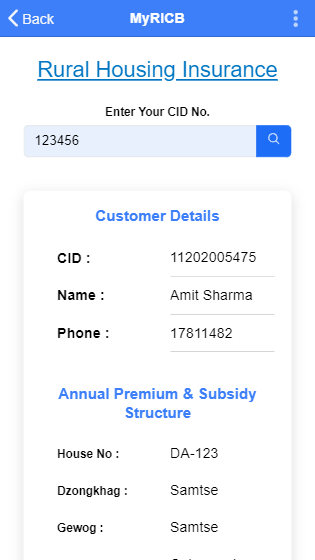 Back MyRICB
Rural Housing Insurance
Enter Your CID No.
123456
Customer Details
CID : 11202005475
Name : Amit Sharma
Phone : 17811482
Annual Premium & Subsidy
Structure
House No : DA-123
Dzongkhag : Samtse
Gewog : Samtse